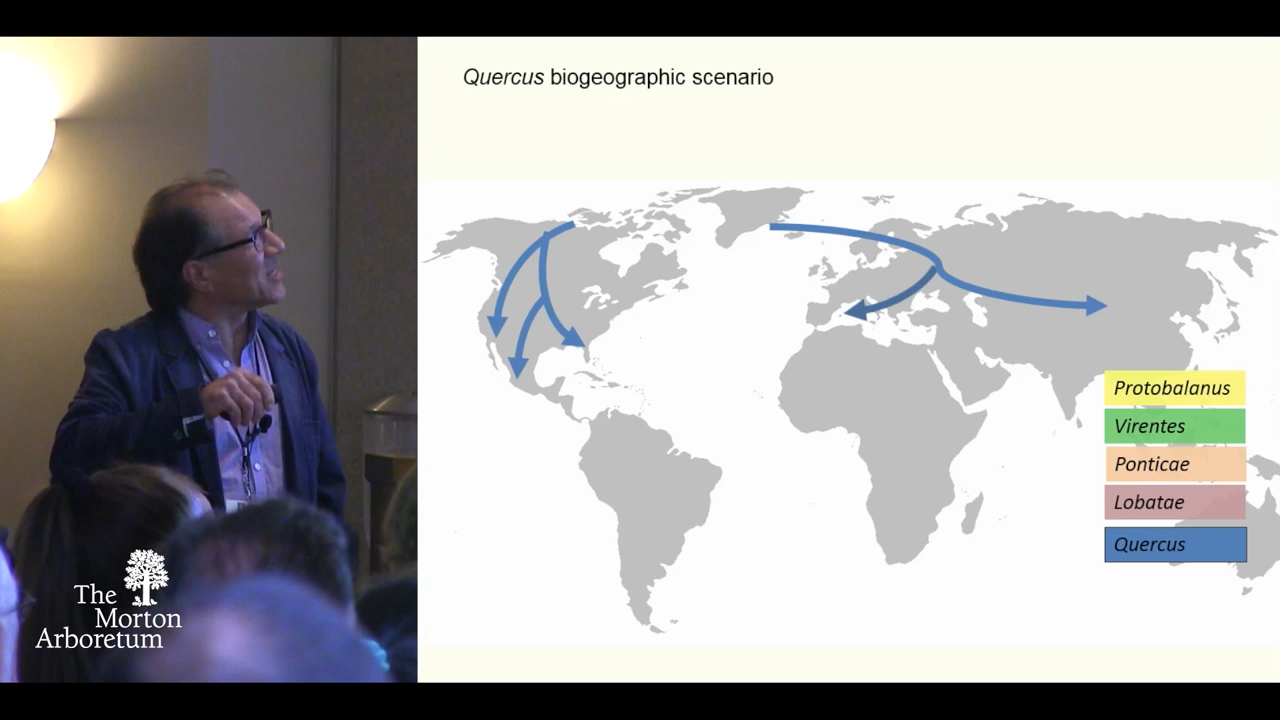 Quercus biogeographic scenario
Protobalanus
Virentes
Ponticae
Lobatae
Quercus
The
Morton
Arboretum